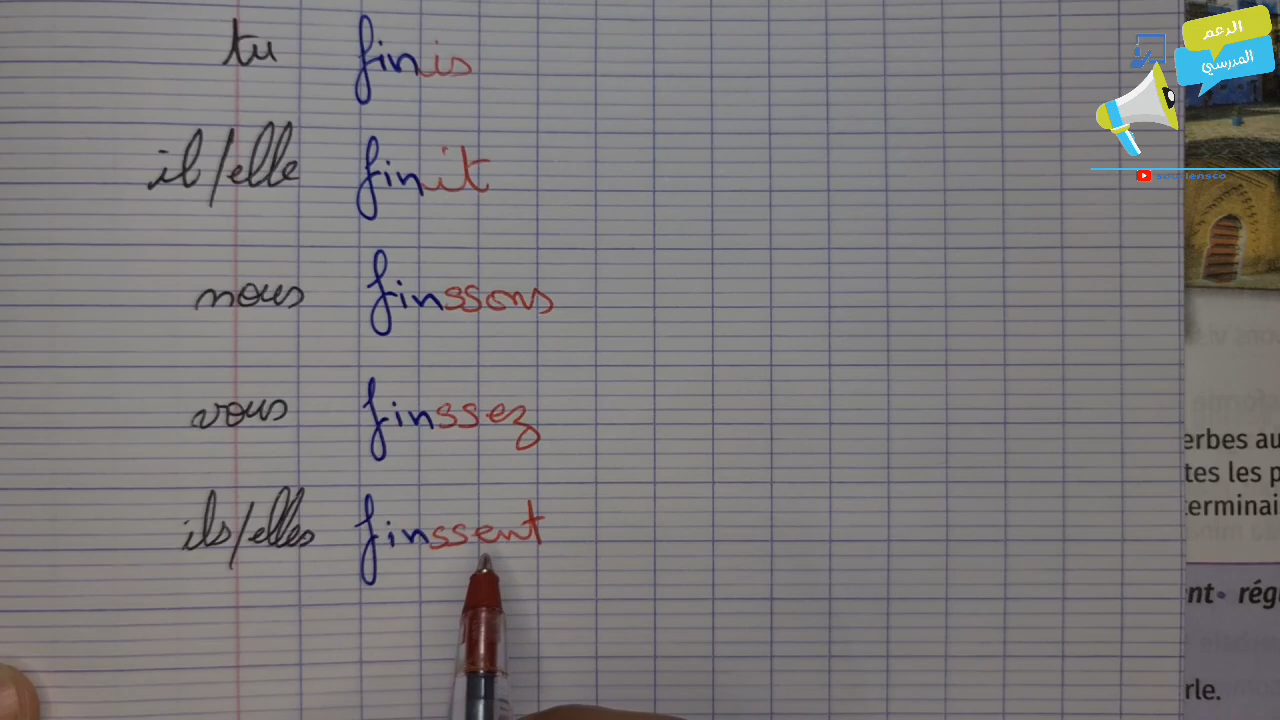 tu finis
il/elle finit
nous finssons
vous finssez
ils/elles finssent
الدعم
المدرسي
soutiensco
erbes au
tes les p
terminai
nt• régu
rle.